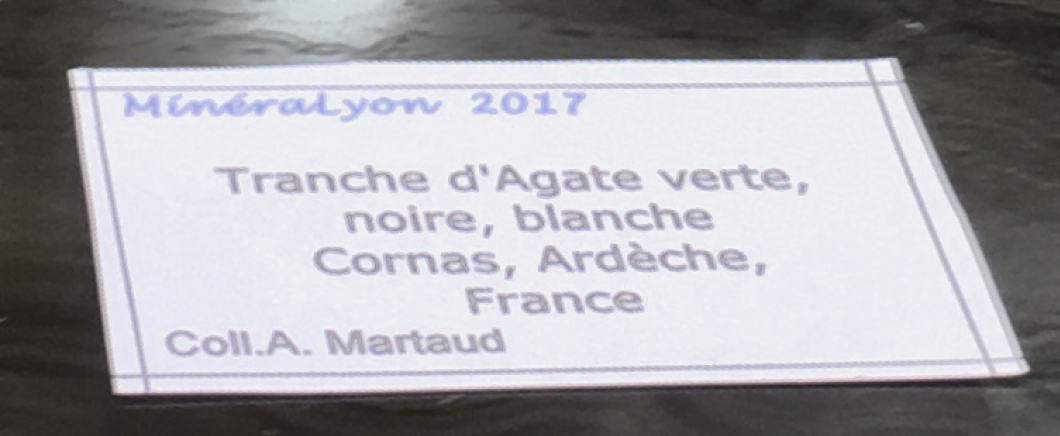 MinéraLyon 2017
Tranche d'Agate verte,
noire, blanche
Cornas, Ardèche,
France
Coll.A. Martaud